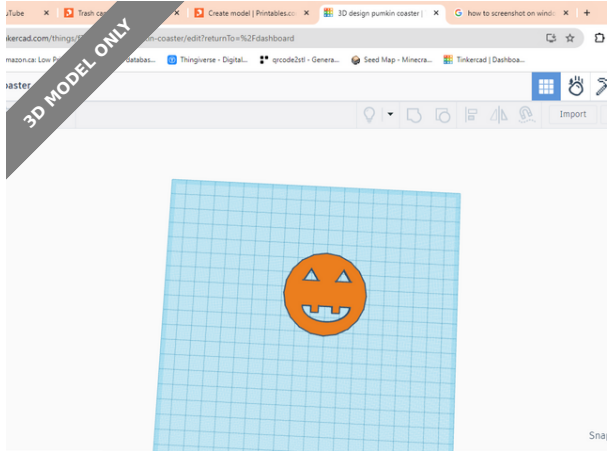 uTube
Trash ca
Create model | Printables.co
3D design pumkin coaster |
how to screenshot on wind
kercad.com/things/
n-coaster/edit?returnTo=%2Fdashboard
mazon.ca: Low P
databas...
Thingiverse - Digital...
qrcode2stl - Genera...
Seed Map - Minecra...
Tinkercad | Dashboa...
oaster
3D MODEL ONLY
Import
Snap